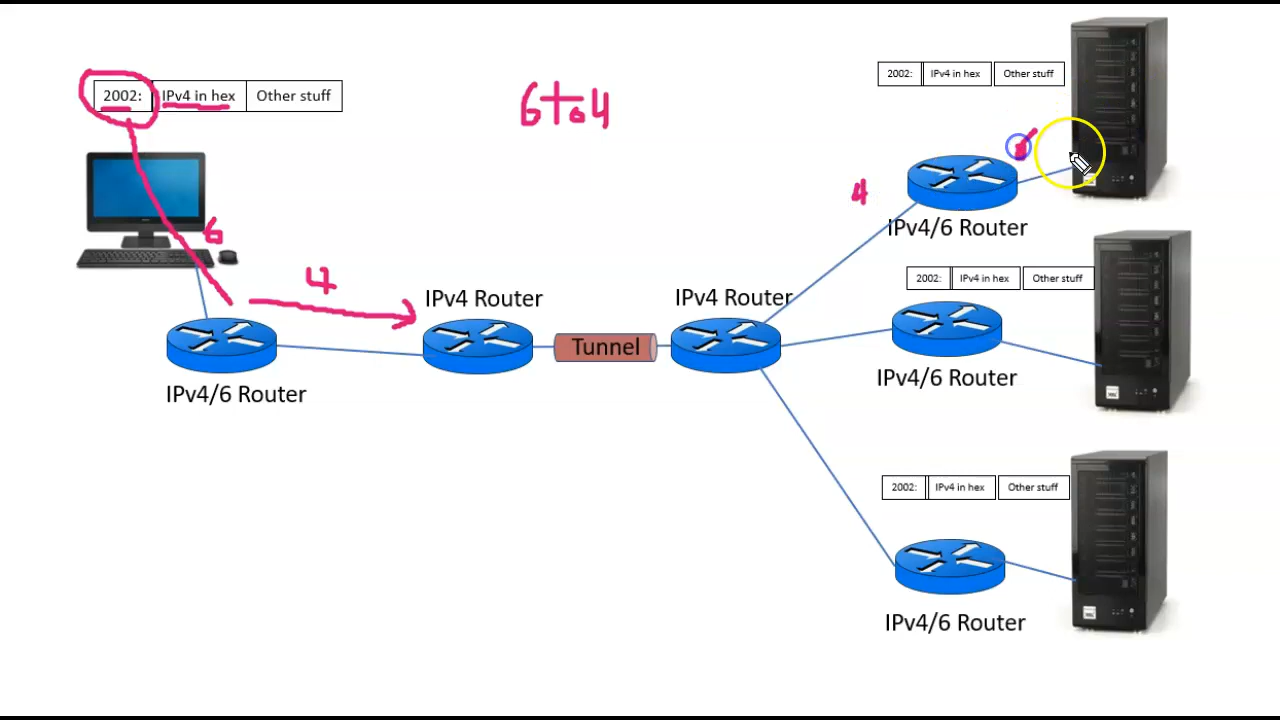 2002: IPv4 in hex Other stuff
6to4
2002: IPv4 in hex Other stuff
6
4
4
IPv4/6 Router
IPv4 Router
IPv4 Router
2002: IPv4 in hex Other stuff
Tunnel
IPv4/6 Router
IPv4/6 Router
2002: IPv4 in hex Other stuff
IPv4/6 Router